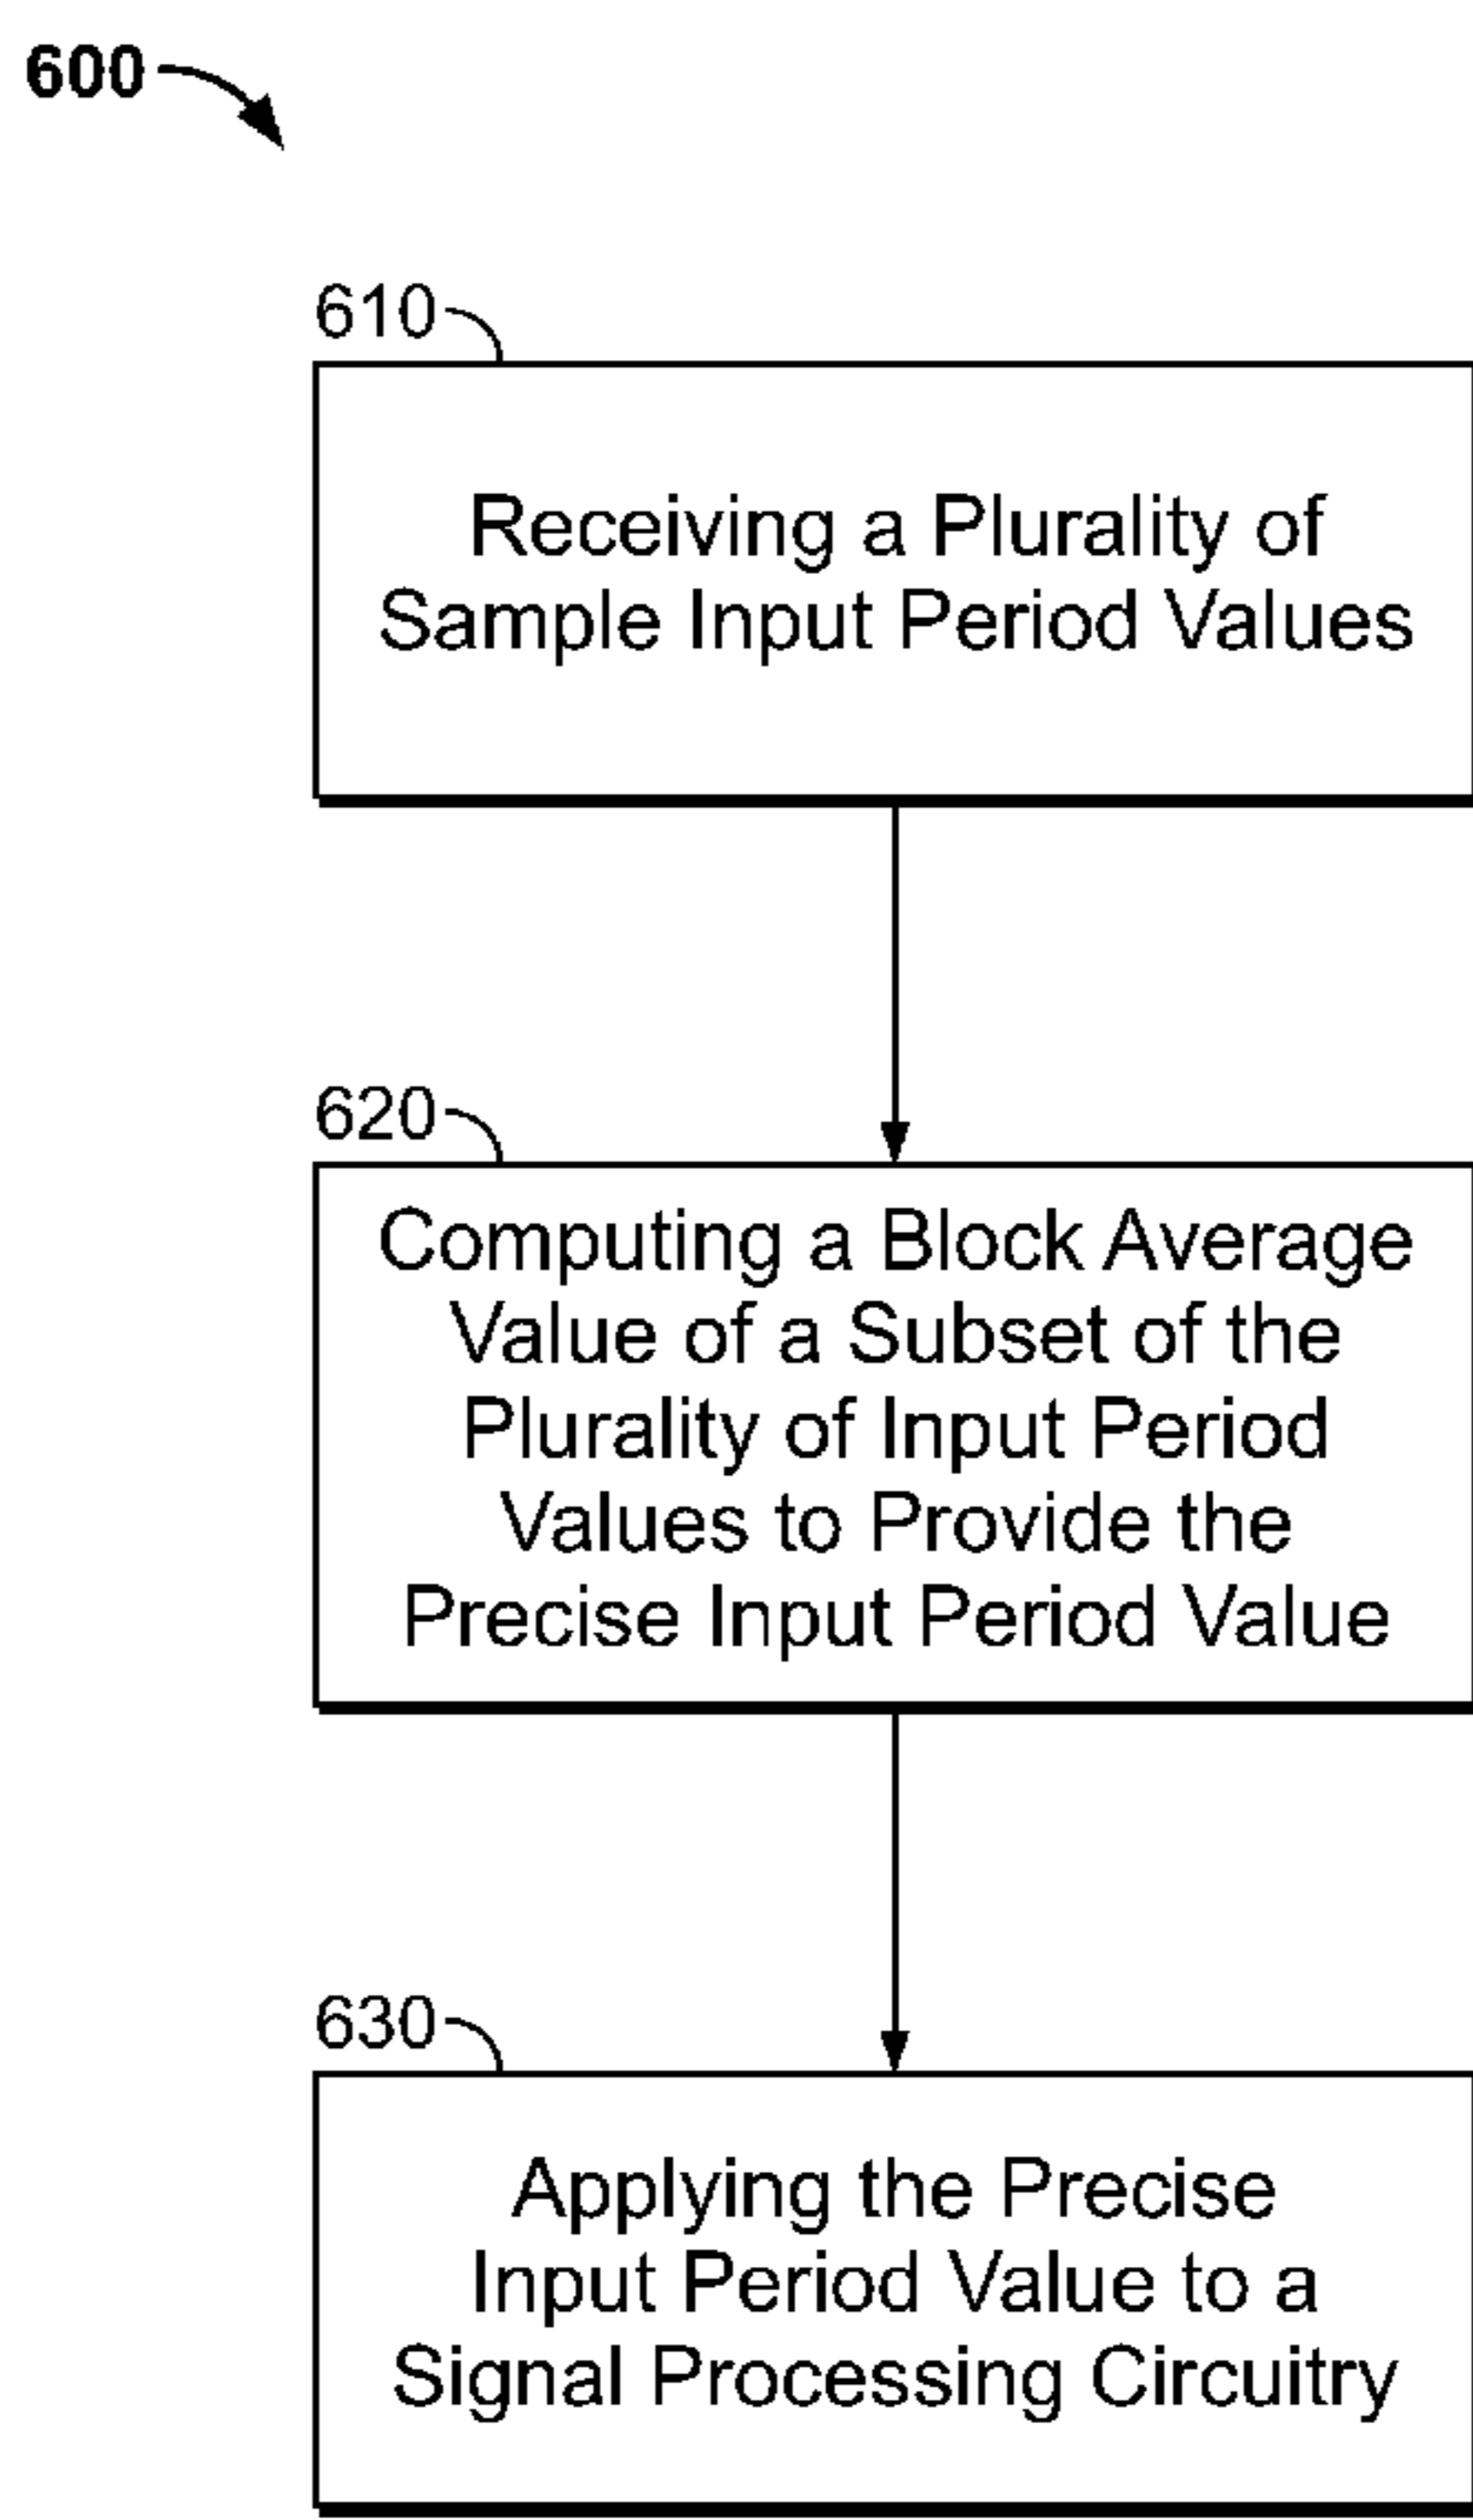 600
610
Receiving a Plurality of
Sample Input Period Values
620
Computing a Block Average
Value of a Subset of the
Plurality of Input Period
Values to Provide the
Precise Input Period Value
630
Applying the Precise
Input Period Value to a
Signal Processing Circuitry